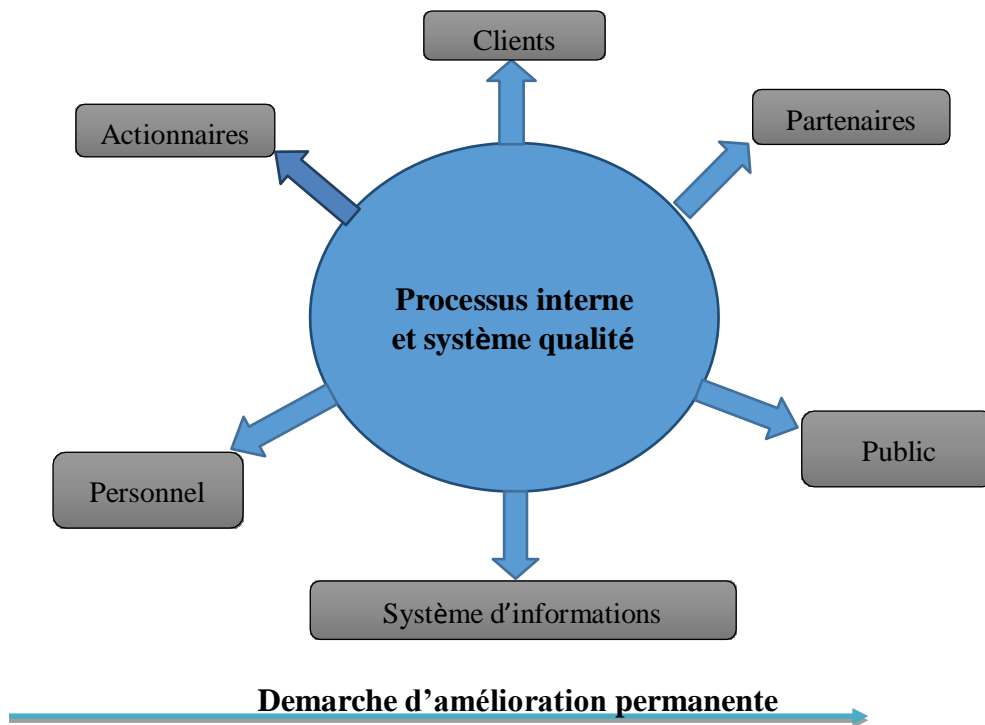 Clients
Actionnaires
Partenaires
Processus interne
et système qualité
Personnel
Public
Système d'informations
Demarche d'amélioration permanente